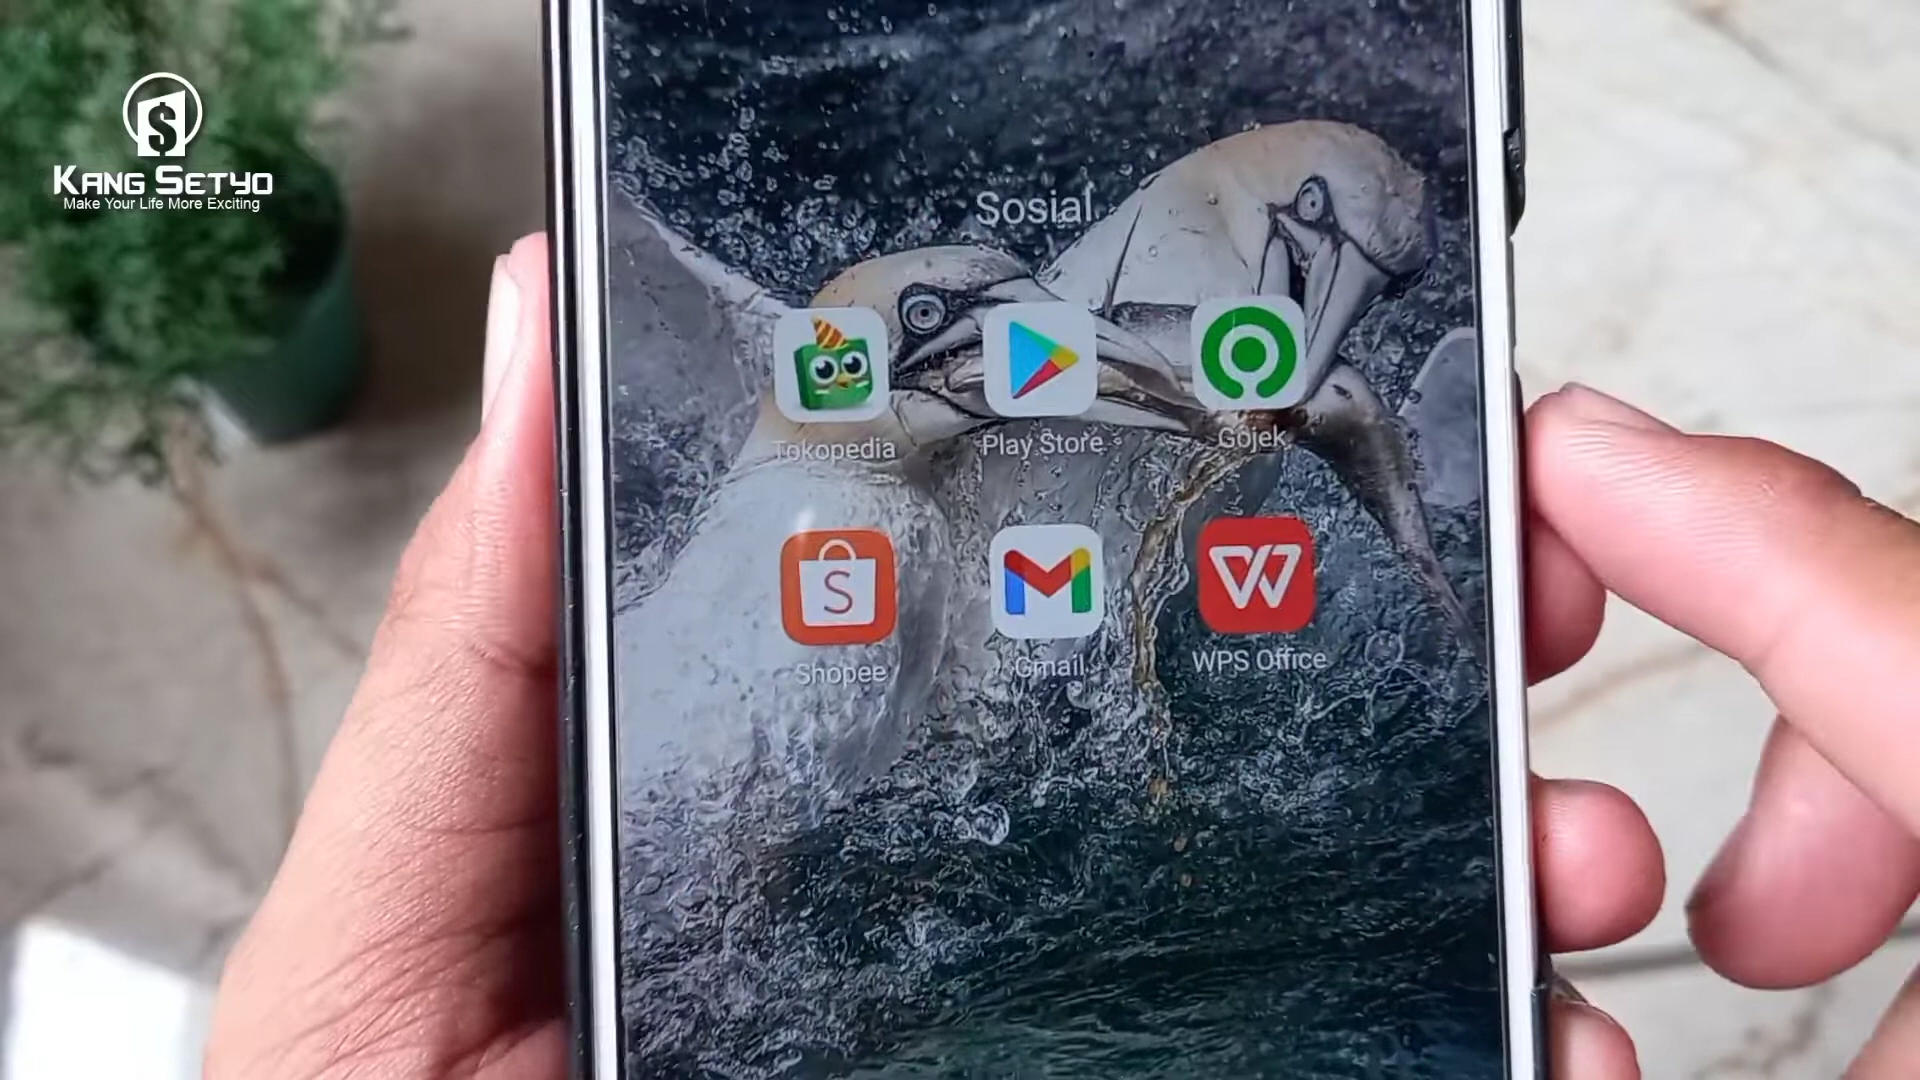 KANG SETYO
Make Your Life More Exciting
Sosial
Tokopedia
Play Store
Gojek
S
Shopee
Gmail
WPS Office